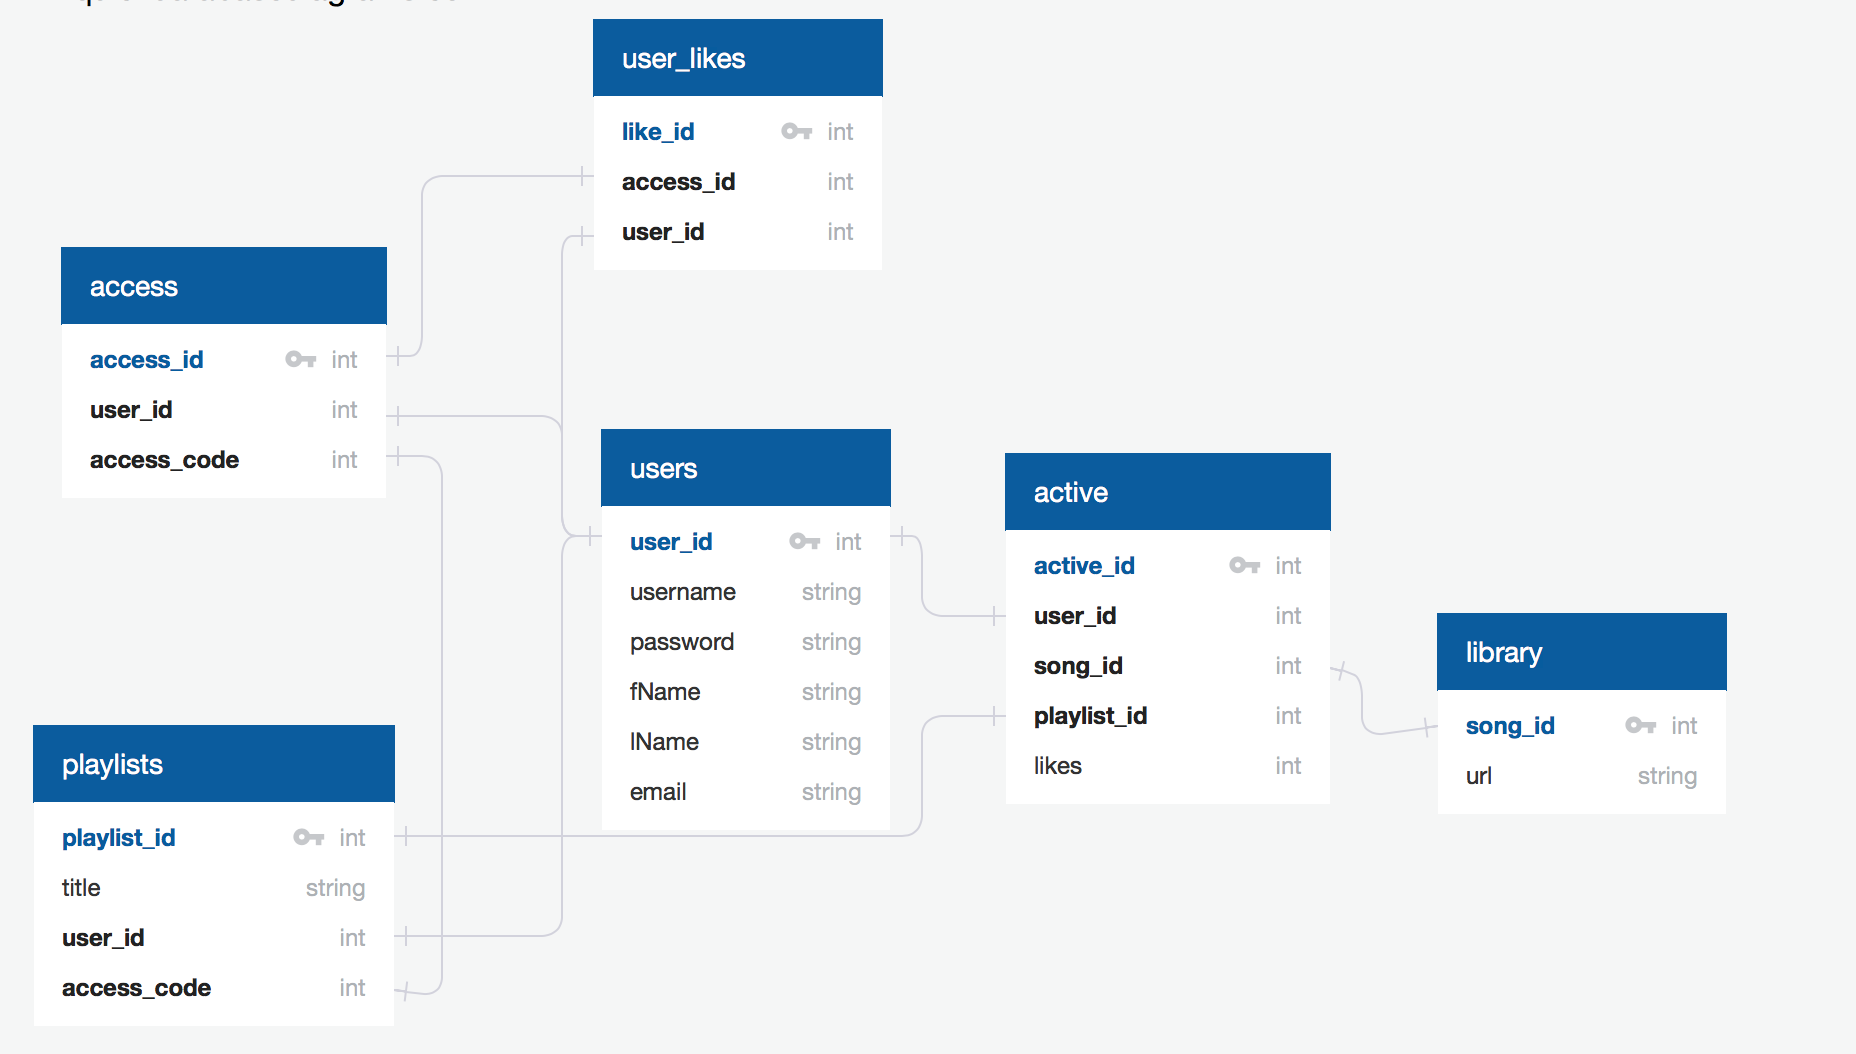 user_likes
like_id int
access_id int
user_id int
access
access_id int
user_id int
access_code int
users
user_id int
username string
password string
fName string
lName string
email string
active
active_id int
user_id int
song_id int
playlist_id int
likes int
library
song_id int
url string
playlists
playlist_id int
title string
user_id int
access_code int